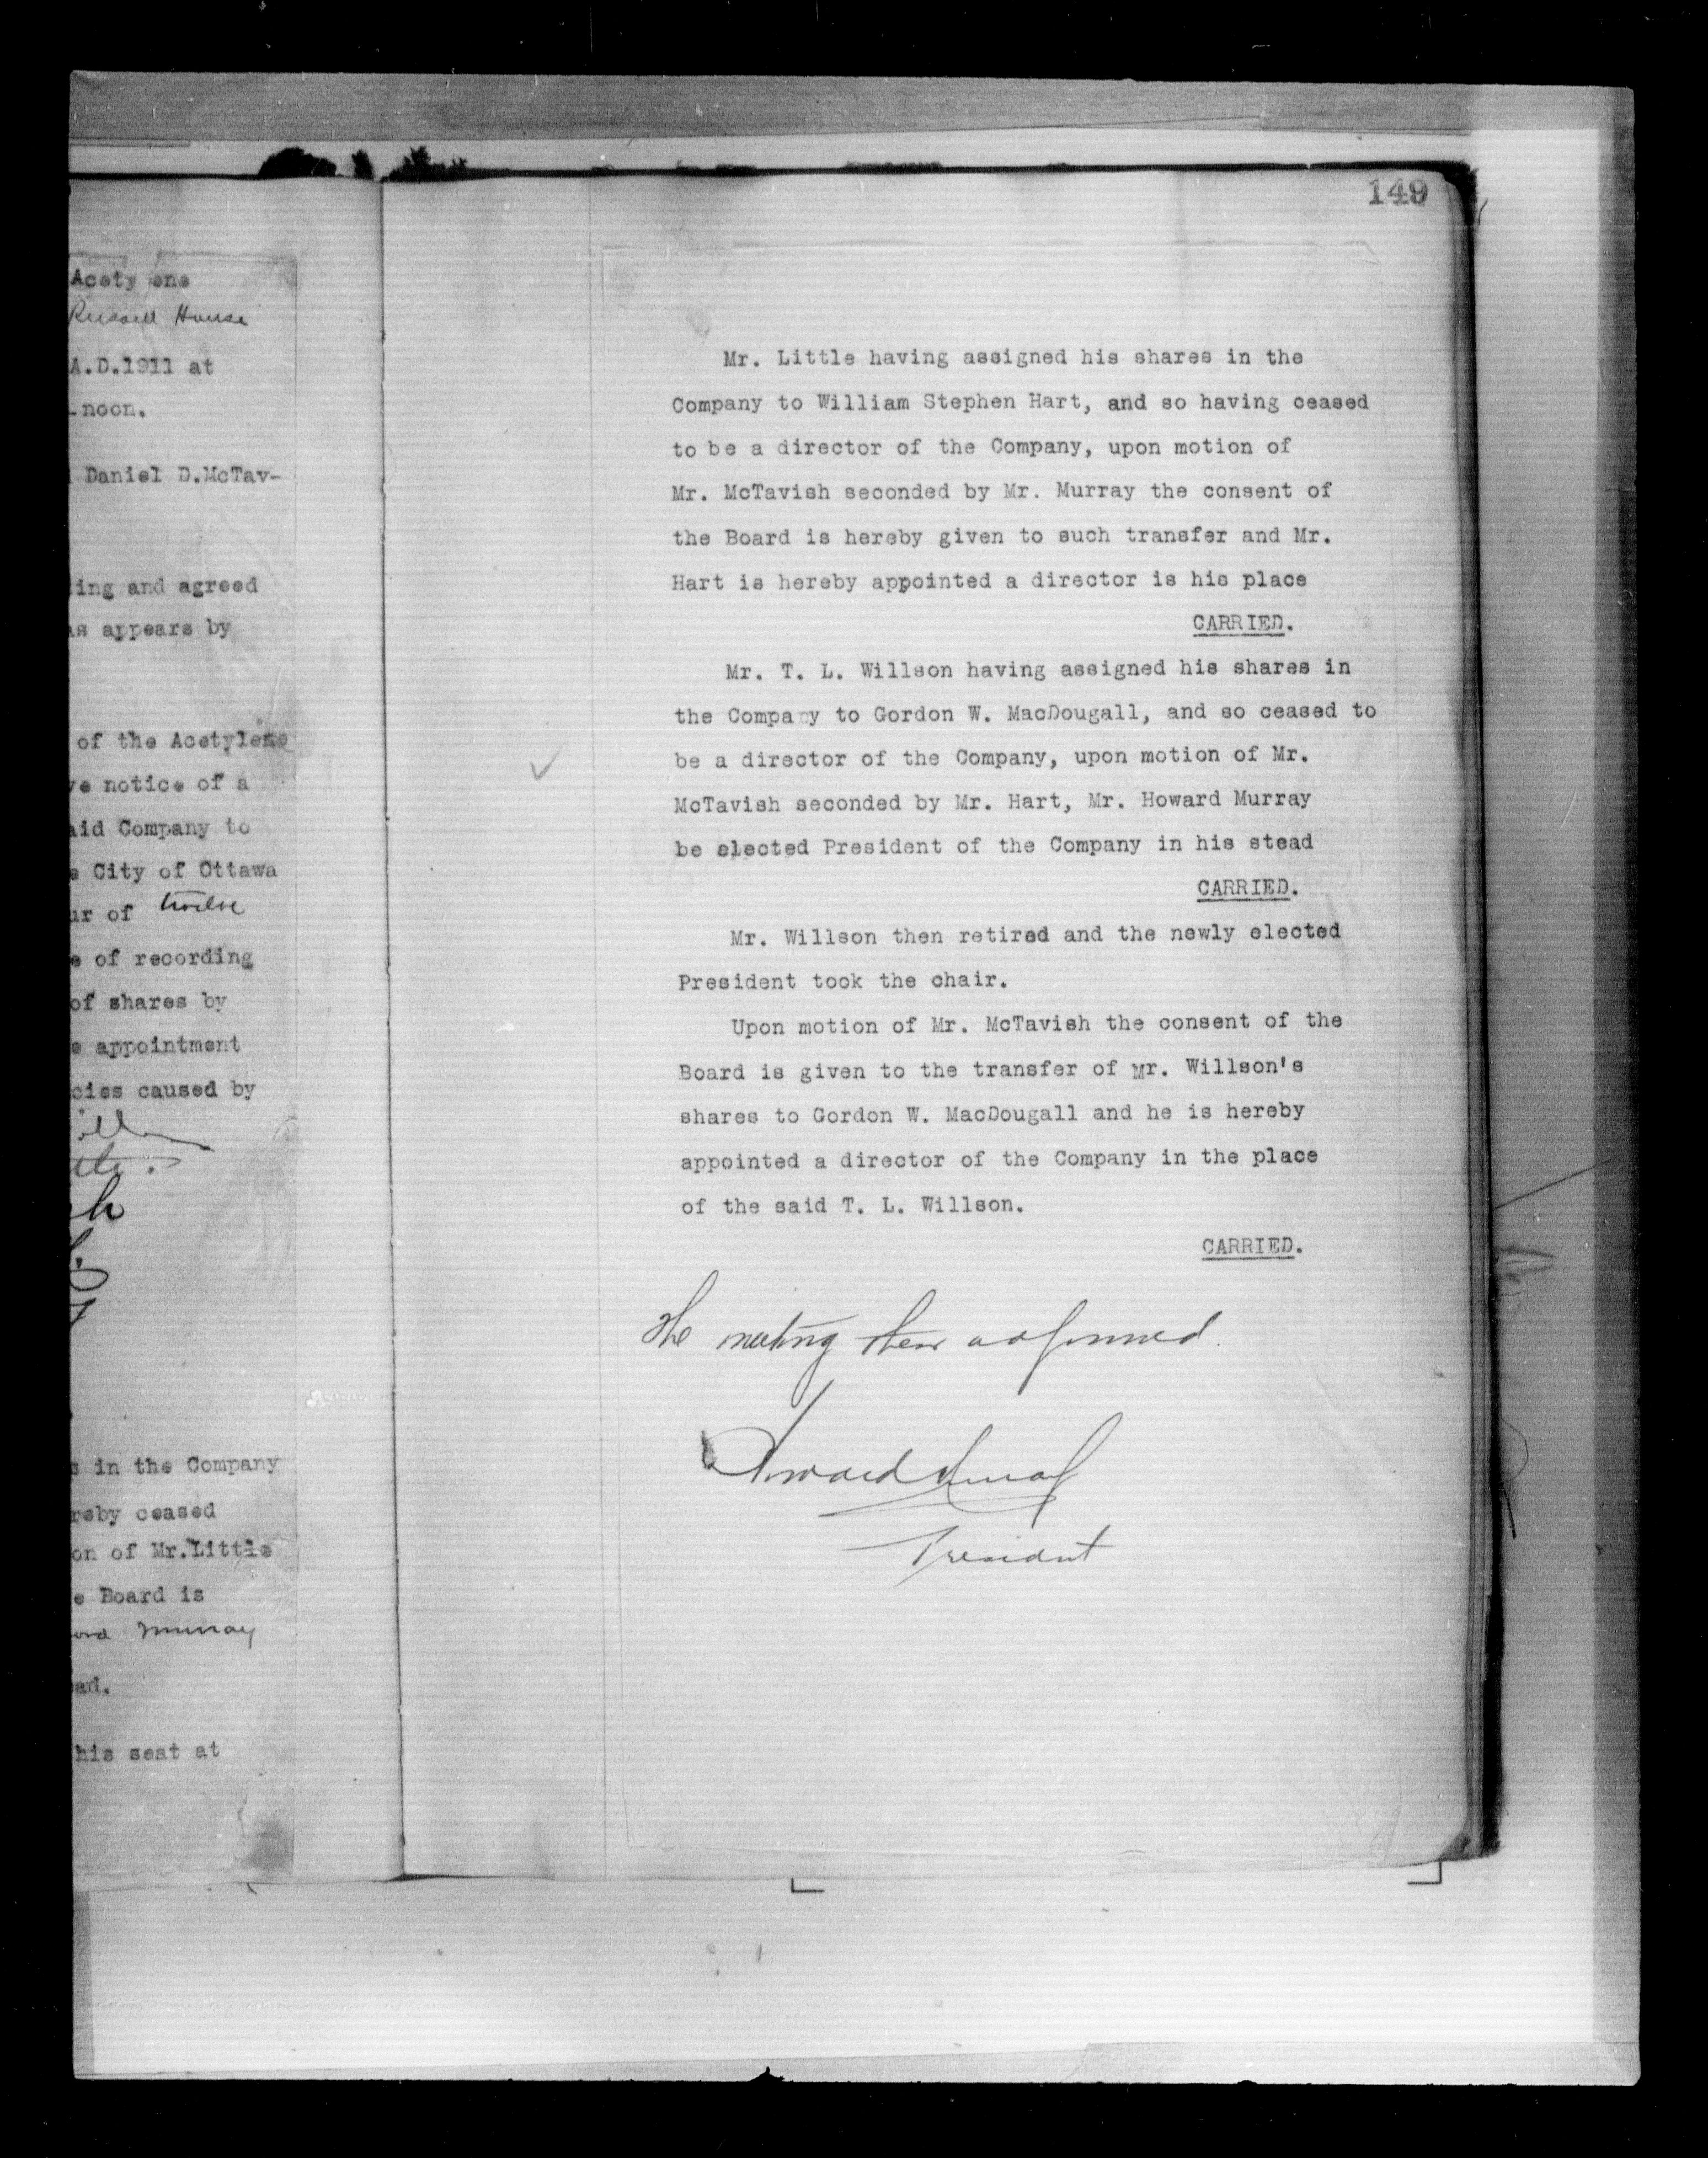 Acety ene
Russell House
A.D.1911 at
noon.
Daniel D.McTav-
ing and agreed
as appears by
of the Acetylene
ve notice of a
aid Company to
e City of Ottawa
ur of twelve
e of recording
of shares by
e appointment
cies caused by
s in the Company
reby ceased
on of Mr.Little
e Board is
Murray
ead.
his seat at
149
Mr. Little having assigned his shares in the
Company to William Stephen Hart, and so having ceased
to be a director of the Company, upon motion of
Mr. McTavish seconded by Mr. Murray the consent of
the Board is hereby given to such transfer and Mr.
Hart is hereby appointed a director is his place
CARRIED.
Mr. T. L. Willson having assigned his shares in
the Company to Gordon W. MacDougall, and so ceased to
be a director of the Company, upon motion of Mr.
McTavish seconded by Mr. Hart, Mr. Howard Murray
be elected President of the Company in his stead
CARRIED.
Mr. Willson then retired and the newly elected
President took the chair.
Upon motion of Mr. McTavish the consent of the
Board is given to the transfer of Mr. Willson's
shares to Gordon W. MacDougall and he is hereby
appointed a director of the Company in the place
of the said T. L. Willson.
CARRIED.
The meeting then adjourned.
Howard Murray
President